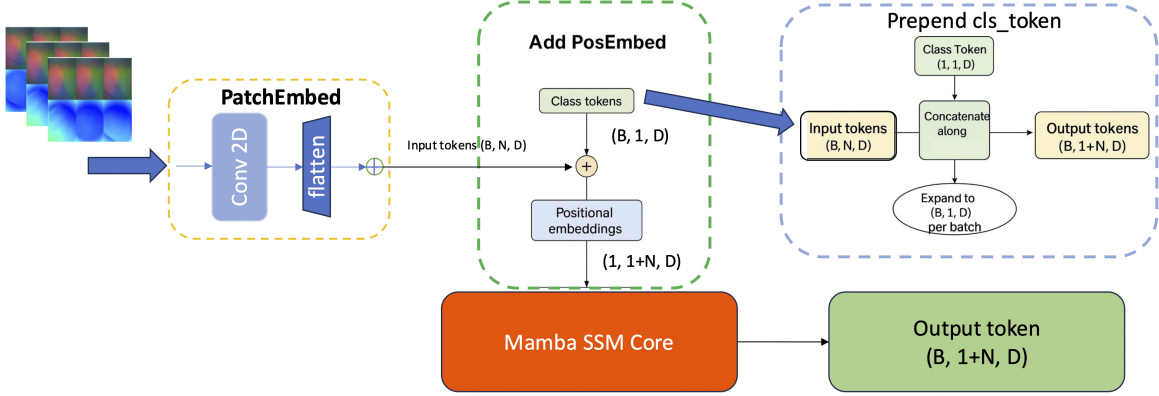 PatchEmbed
Conv 2D
flatten
Input tokens (B, N, D)
Add PosEmbed
Class tokens
(B, 1, D)
+
Positional
embeddings
(1, 1+N, D)
Prepend cls_token
Class Token
(1, 1, D)
Input tokens
(B, N, D)
Concatenate
along
Output tokens
(B, 1+N, D)
Expand to
(B, 1, D)
per batch
Mamba SSM Core
Output token
(B, 1+N, D)